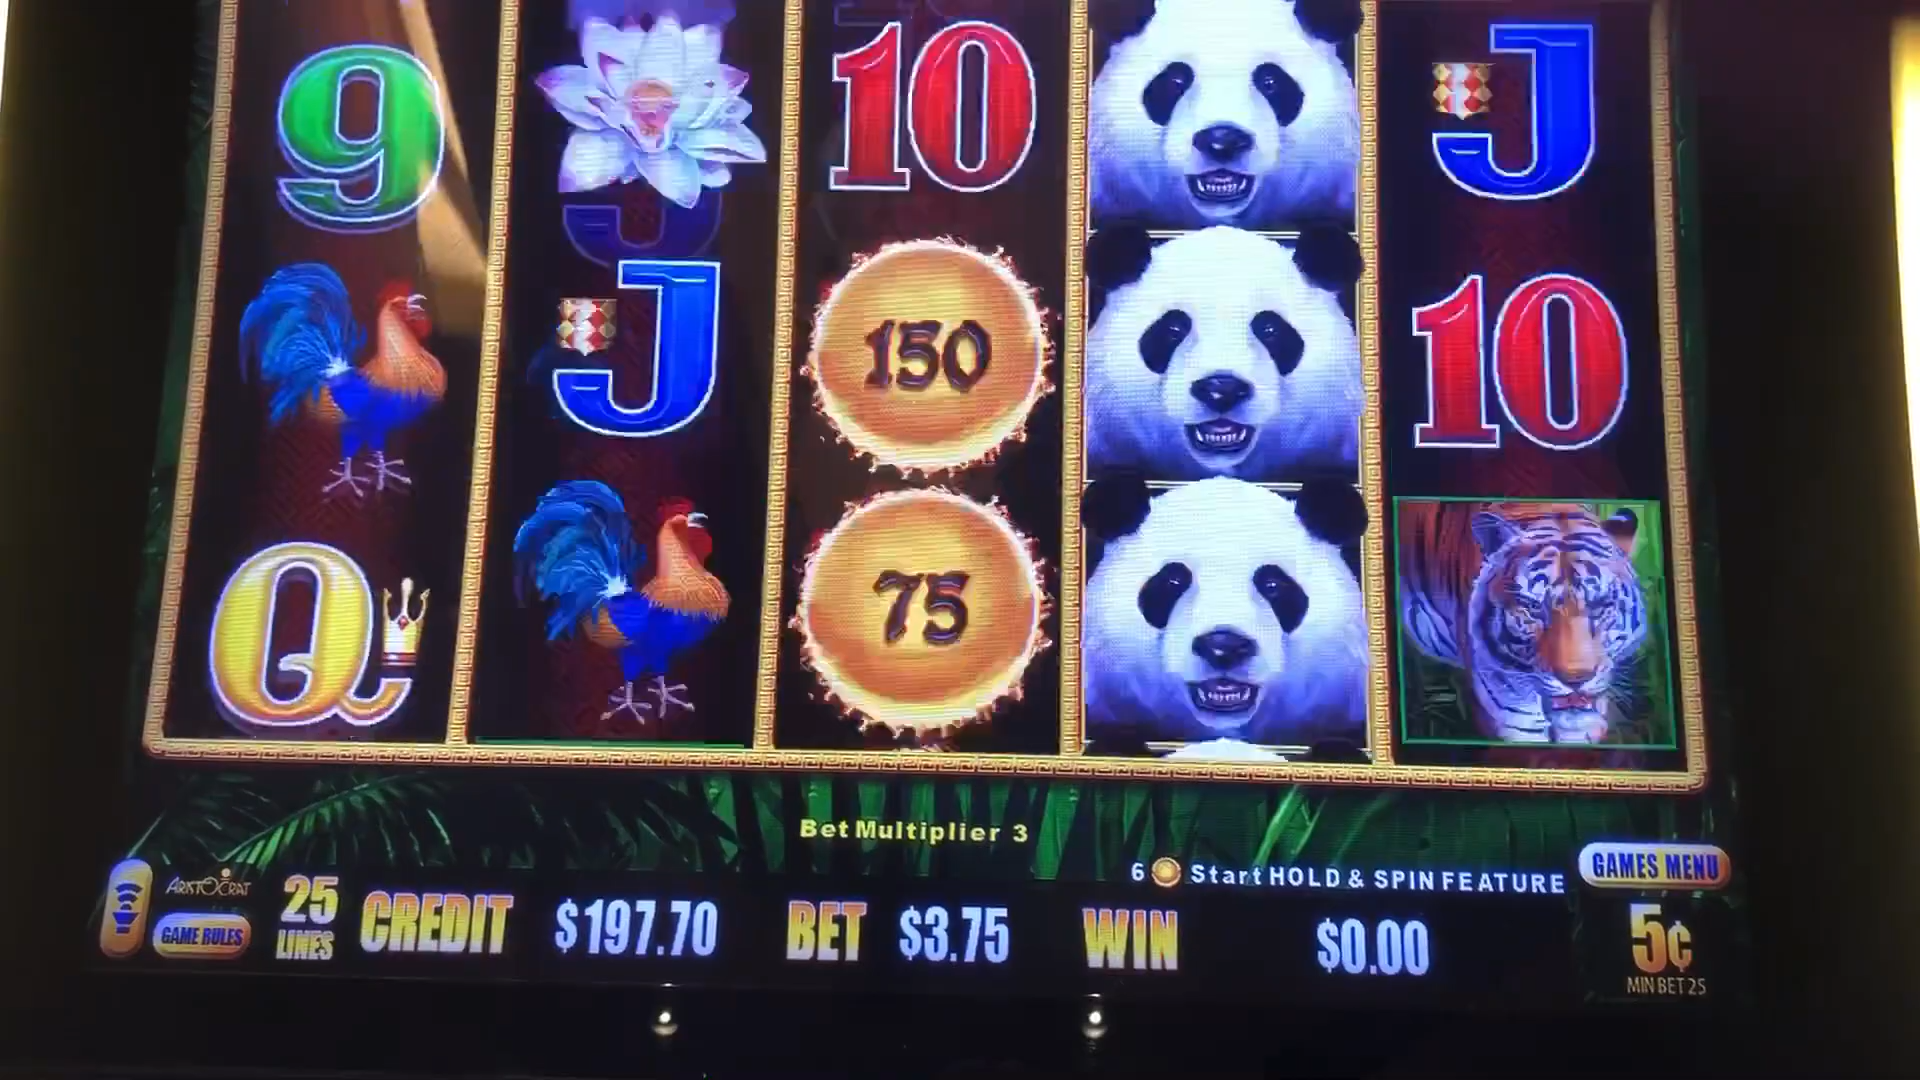 9
10
J
J
150
10
Q
75
Bet Multiplier 3
6 Start HOLD & SPIN FEATURE
GAMES MENU
ARISTOCRAT
GAME RULES
25
LINES
CREDIT $197.70
BET $3.75
WIN $0.00
5¢
MIN BET 25